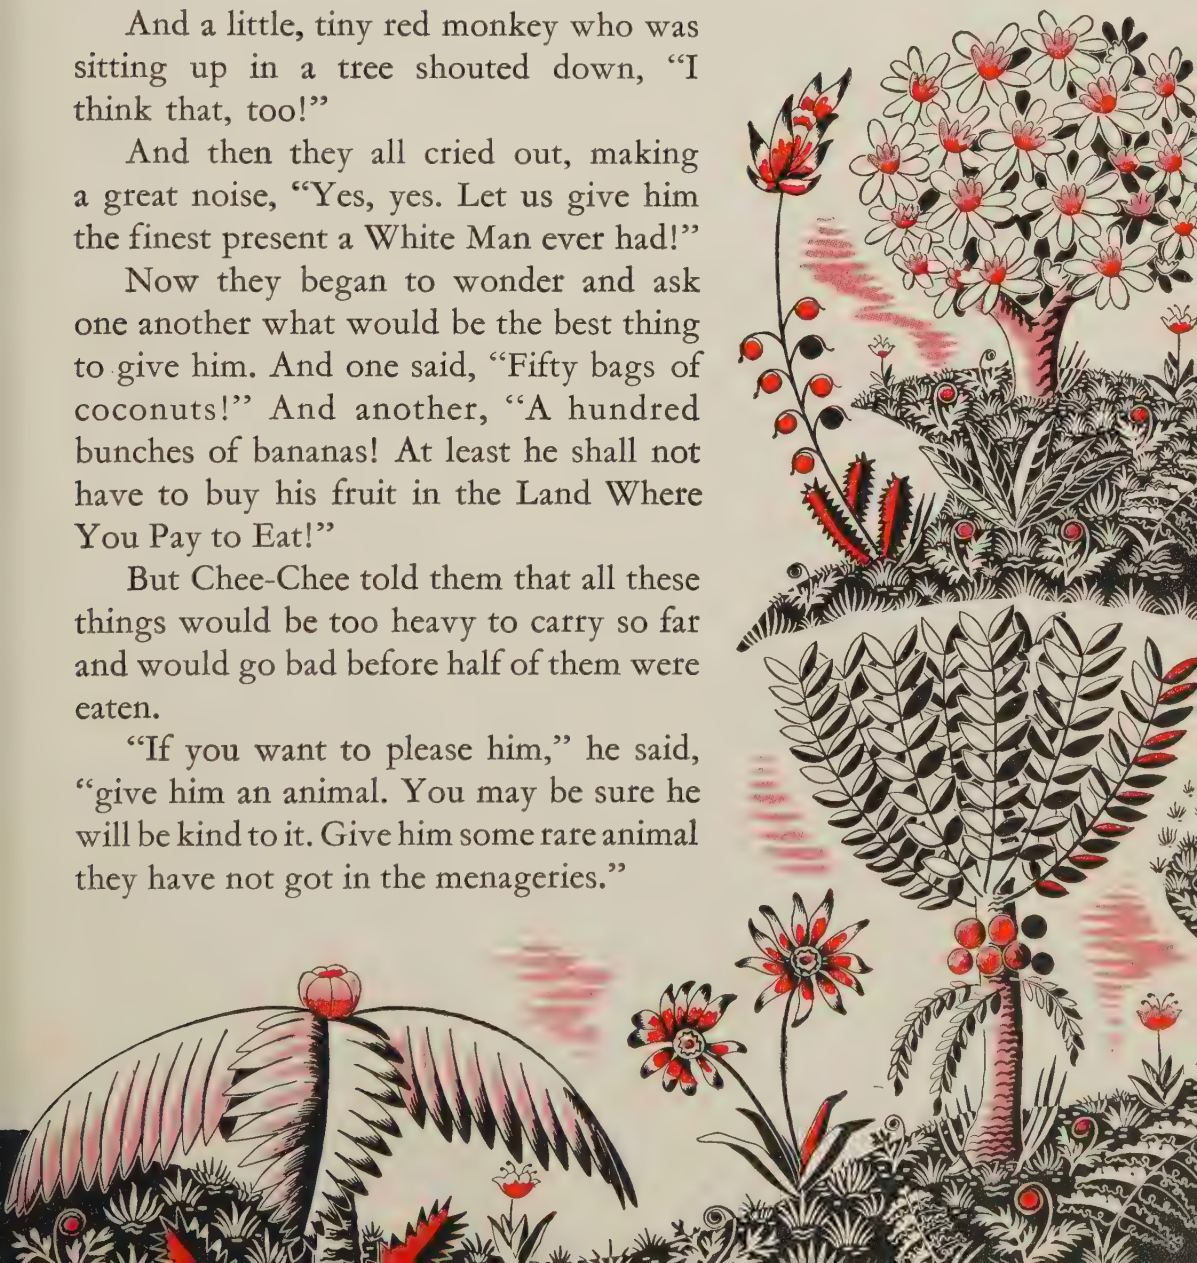 And a little, tiny red monkey who was
sitting up in a tree shouted down, “I
think that, too!”
And then they all cried out, making
a great noise, “Yes, yes. Let us give him
the finest present a White Man ever had!”
Now they began to wonder and ask
one another what would be the best thing
to give him. And one said, “Fifty bags of
coconuts!” And another, “A hundred
bunches of bananas! At least he shall not
have to buy his fruit in the Land Where
You Pay to Eat!”
But Chee-Chee told them that all these
things would be too heavy to carry so far
and would go bad before half of them were
eaten.
“If you want to please him,” he said,
“give him an animal. You may be sure he
will be kind to it. Give him some rare animal
they have not got in the menageries.”